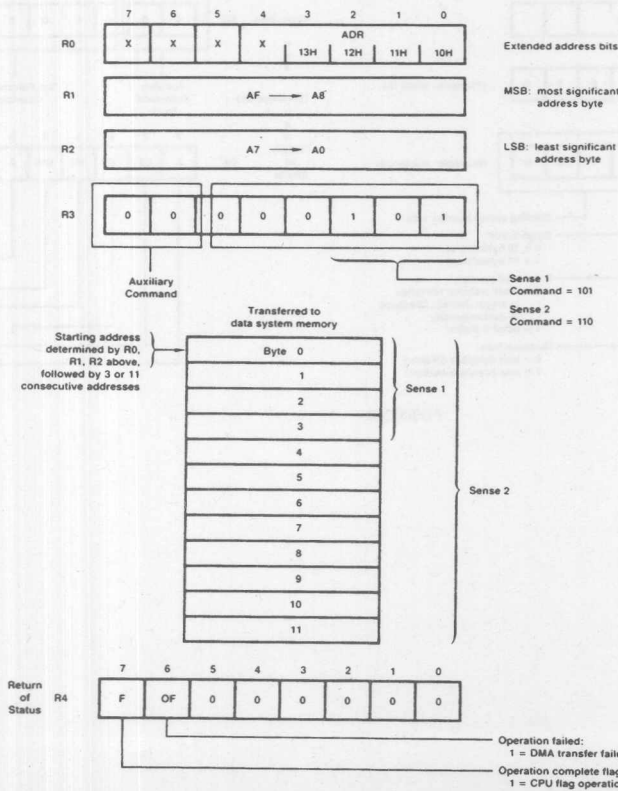 7 6 5 4 3 2 1 0
R0 X X X X ADR Extended address bits
13H 12H 11H 10H
R1 AF → A8 MSB: most significant
address byte
R2 A7 → A0 LSB: least significant
address byte
R3 0 0 0 0 0 1 0 1
Auxiliary
Command
Sense 1
Command = 101
Sense 2
Command = 110
Transferred to
data system memory
Starting address
determined by R0,
R1, R2 above,
followed by 3 or 11
consecutive addresses
Byte 0
1
2
3
4
5
6
7
8
9
10
11
Sense 1
Sense 2
7 6 5 4 3 2 1 0
Return
of
Status
R4 F OF 0 0 0 0 0 0
Operation failed:
1 = DMA transfer faile
Operation complete flag
1 = CPU flag operatio